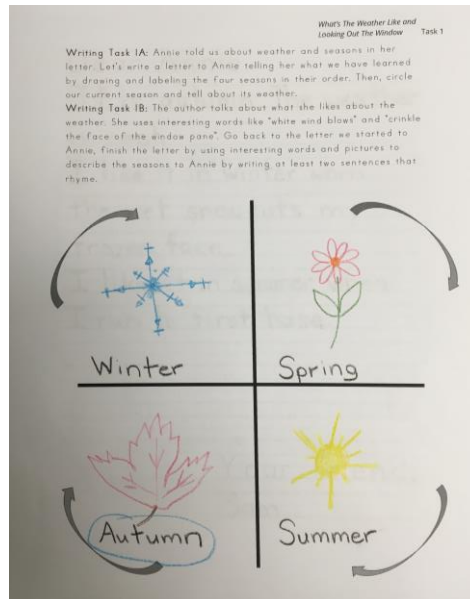 What's The Weather Like and
Looking Out The Window Task 1
Writing Task 1A: Annie told us about weather and seasons in her
letter. Let's write a letter to Annie telling her what we have learned
by drawing and labeling the four seasons in their order. Then, circle
our current season and tell about its weather.
Writing Task 1B: The author talks about what she likes about the
weather. She uses interesting words like "white wind blows" and "crinkle
the face of the window pane". Go back to the letter we started to
Annie, finish the letter by using interesting words and pictures to
describe the seasons to Annie by writing at least two sentences that
rhyme.
Winter
Spring
Autumn
Summer